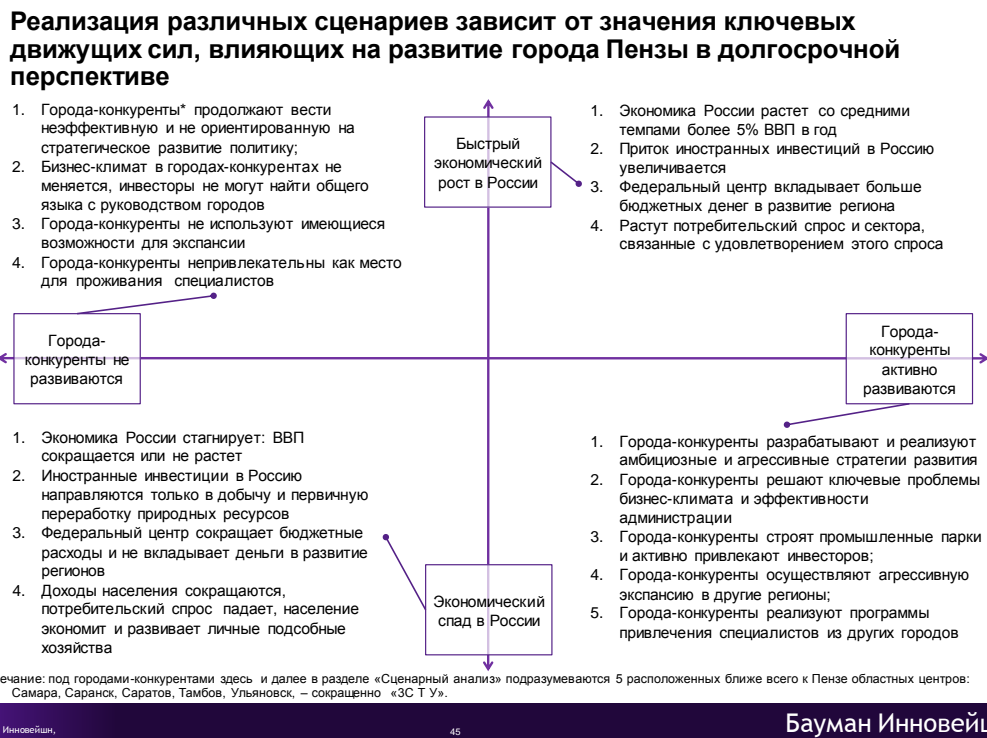 Реализация различных сценариев зависит от значения ключевых
движущих сил, влияющих на развитие города Пензы в долгосрочной
перспективе
1. Города-конкуренты* продолжают вести
неэффективную и не ориентированную на
стратегическое развитие политику;
2. Бизнес-климат в городах-конкурентах не
меняется, инвесторы не могут найти общего
языка с руководством городов
3. Города-конкуренты не используют имеющиеся
возможности для экспансии
4. Города-конкуренты непривлекательны как место
для проживания специалистов
Быстрый
экономический
рост в России
1. Экономика России растет со средними
темпами более 5% ВВП в год
2. Приток иностранных инвестиций в Россию
увеличивается
3. Федеральный центр вкладывает больше
бюджетных денег в развитие региона
4. Растут потребительский спрос и сектора,
связанные с удовлетворением этого спроса
Города-
конкуренты не
развиваются
Города-
конкуренты
активно
развиваются
1. Экономика России стагнирует: ВВП
сокращается или не растет
2. Иностранные инвестиции в Россию
направляются только в добычу и первичную
переработку природных ресурсов
3. Федеральный центр сокращает бюджетные
расходы и не вкладывает деньги в развитие
регионов
4. Доходы населения сокращаются,
потребительский спрос падает, население
экономит и развивает личные подсобные
хозяйства
Экономический
спад в России
1. Города-конкуренты разрабатывают и реализуют
амбициозные и агрессивные стратегии развития
2. Города-конкуренты решают ключевые проблемы
бизнес-климата и эффективности
администрации
3. Города-конкуренты строят промышленные парки
и активно привлекают инвесторов;
4. Города-конкуренты осуществляют агрессивную
экспансию в другие регионы;
5. Города-конкуренты реализуют программы
привлечения специалистов из других городов
ечание: под городами-конкурентами здесь и далее в разделе «Сценарный анализ» подразумеваются 5 расположенных ближе всего к Пензе областных центров:
Самара, Саранск, Саратов, Тамбов, Ульяновск, – сокращенно «3С Т У».
Инновейшн,
45
Бауман Инновейш